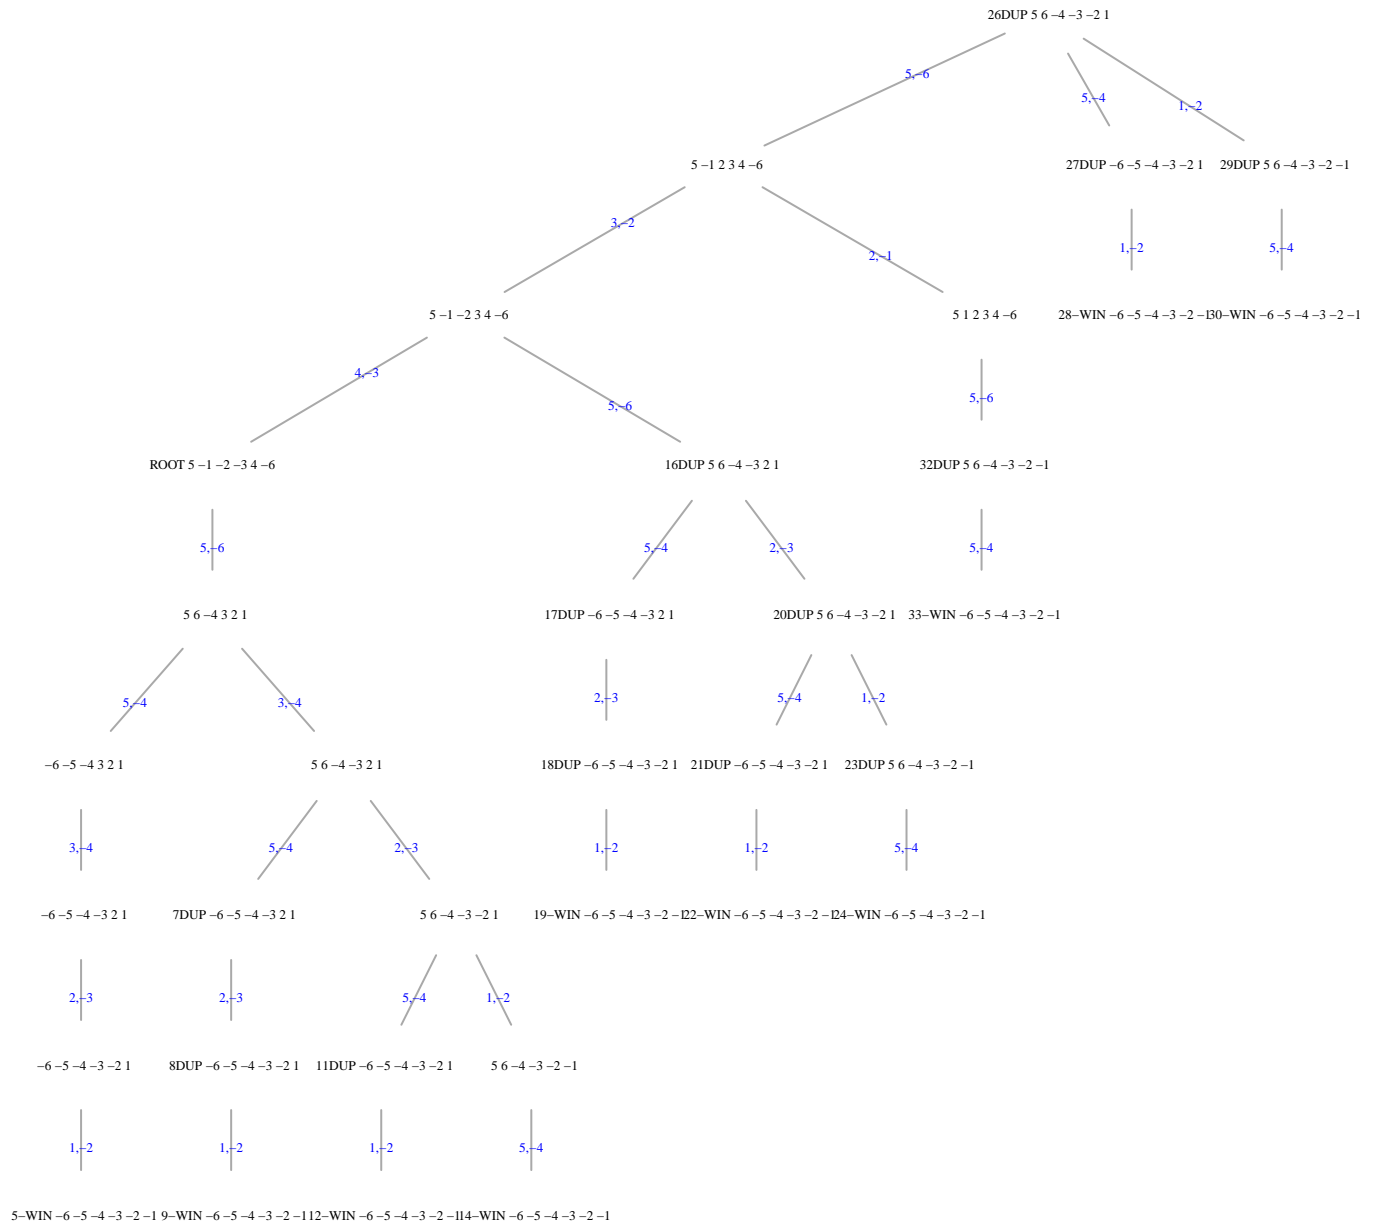 26DUP 5 6 –4 –3 –2 1
5,–6
5,–4
1,–2
5 –1 2 3 4 –6
27DUP –6 –5 –4 –3 –2 1
29DUP 5 6 –4 –3 –2 –1
3,–2
2,–1
1,–2
5,–4
5 –1 –2 3 4 –6
5 1 2 3 4 –6
28–WIN –6 –5 –4 –3 –2 –1
30–WIN –6 –5 –4 –3 –2 –1
4,–3
5,–6
5,–6
ROOT 5 –1 –2 –3 4 –6
16DUP 5 6 –4 –3 2 1
32DUP 5 6 –4 –3 –2 –1
5,–6
5,–4
2,–3
5,–4
5 6 –4 3 2 1
17DUP –6 –5 –4 –3 2 1
20DUP 5 6 –4 –3 –2 1
33–WIN –6 –5 –4 –3 –2 –1
5,–4
3,–4
2,–3
5,–4
1,–2
–6 –5 –4 3 2 1
5 6 –4 –3 2 1
18DUP –6 –5 –4 –3 –2 1
21DUP –6 –5 –4 –3 –2 1
23DUP 5 6 –4 –3 –2 –1
3,–4
5,–4
2,–3
1,–2
1,–2
5,–4
–6 –5 –4 –3 2 1
7DUP –6 –5 –4 –3 2 1
5 6 –4 –3 –2 1
19–WIN –6 –5 –4 –3 –2 –1
22–WIN –6 –5 –4 –3 –2 –1
24–WIN –6 –5 –4 –3 –2 –1
2,–3
2,–3
5,–4
1,–2
–6 –5 –4 –3 –2 1
8DUP –6 –5 –4 –3 –2 1
11DUP –6 –5 –4 –3 –2 1
5 6 –4 –3 –2 –1
1,–2
1,–2
1,–2
5,–4
5–WIN –6 –5 –4 –3 –2 –1
9–WIN –6 –5 –4 –3 –2 –1
12–WIN –6 –5 –4 –3 –2 –1
14–WIN –6 –5 –4 –3 –2 –1